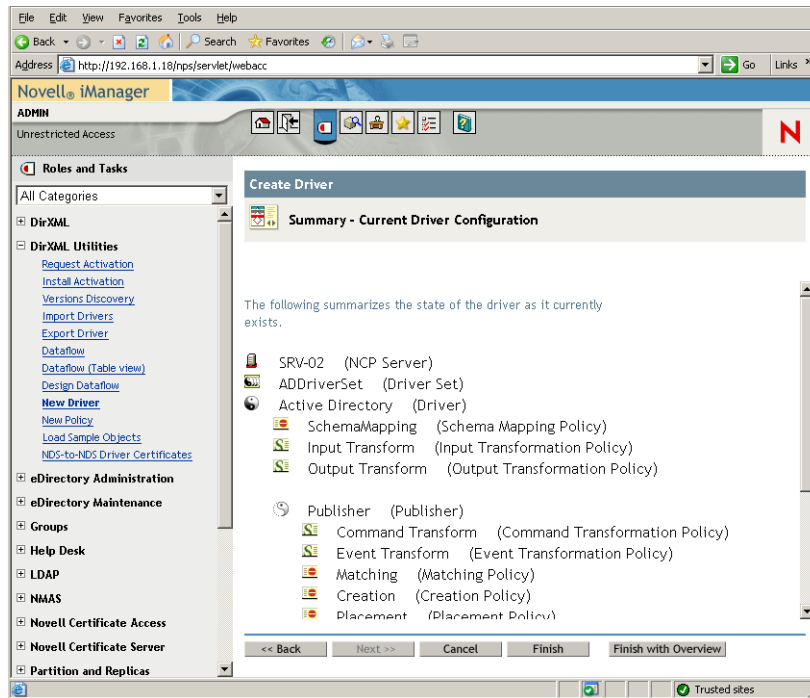 File Edit View Favorites Tools Help
Back Search Favorites
Address http://192.168.1.18/nps/servlet/webacc Go Links »
Novell® iManager
ADMIN
Unrestricted Access
N
Roles and Tasks
All Categories
DirXML
DirXML Utilities
Request Activation
Install Activation
Versions Discovery
Import Drivers
Export Driver
Dataflow
Dataflow (Table view)
Design Dataflow
New Driver
New Policy
Load Sample Objects
NDS-to-NDS Driver Certificates
eDirectory Administration
eDirectory Maintenance
Groups
Help Desk
LDAP
NMAS
Novell Certificate Access
Novell Certificate Server
Partition and Replicas
Create Driver
Summary - Current Driver Configuration
The following summarizes the state of the driver as it currently
exists.
SRV-02 (NCP Server)
ADDriverSet (Driver Set)
Active Directory (Driver)
SchemaMapping (Schema Mapping Policy)
Input Transform (Input Transformation Policy)
Output Transform (Output Transformation Policy)
Publisher (Publisher)
Command Transform (Command Transformation Policy)
Event Transform (Event Transformation Policy)
Matching (Matching Policy)
Creation (Creation Policy)
Placement (Placement Policy)
<< Back Next >> Cancel Finish Finish with Overview
Trusted sites